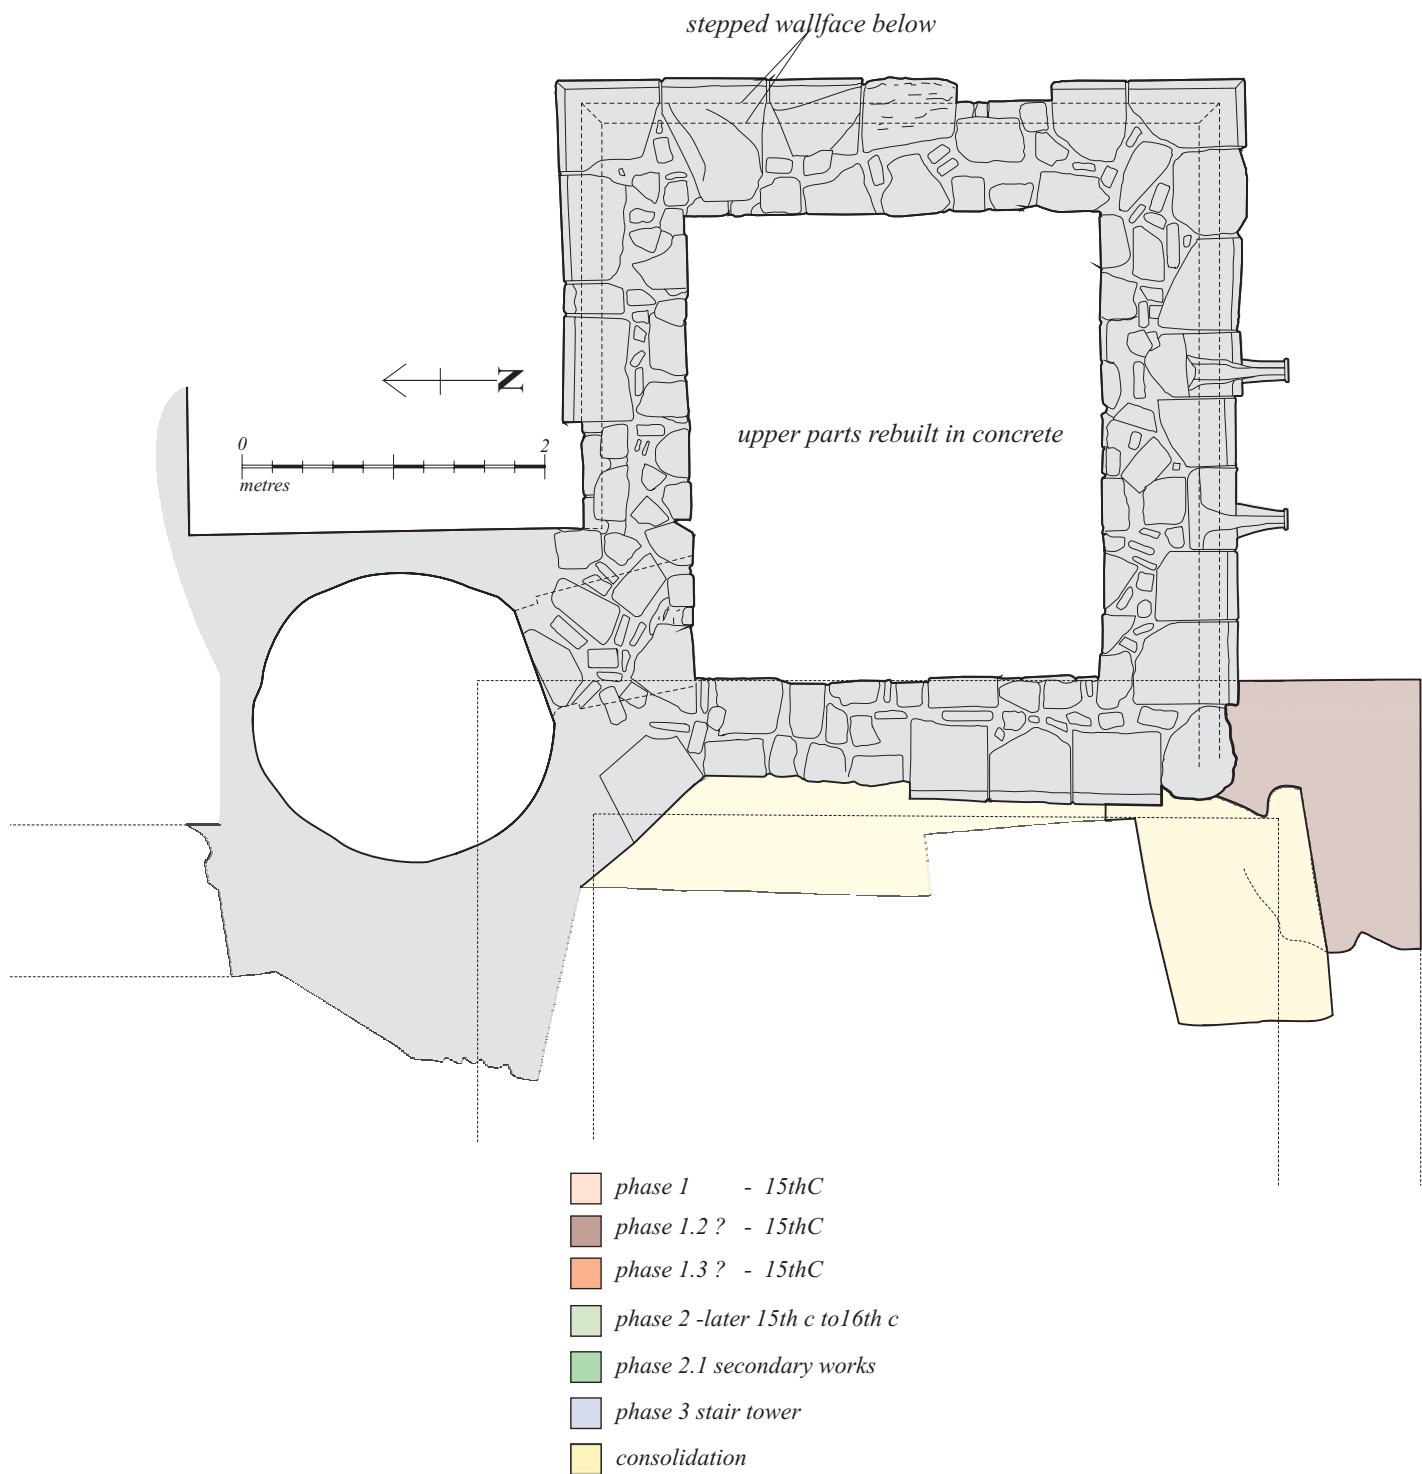 stepped wallface below
N
0 2
metres
upper parts rebuilt in concrete
phase 1 - 15thC
phase 1.2 ? - 15thC
phase 1.3 ? - 15thC
phase 2 -later 15th c to16th c
phase 2.1 secondary works
phase 3 stair tower
consolidation